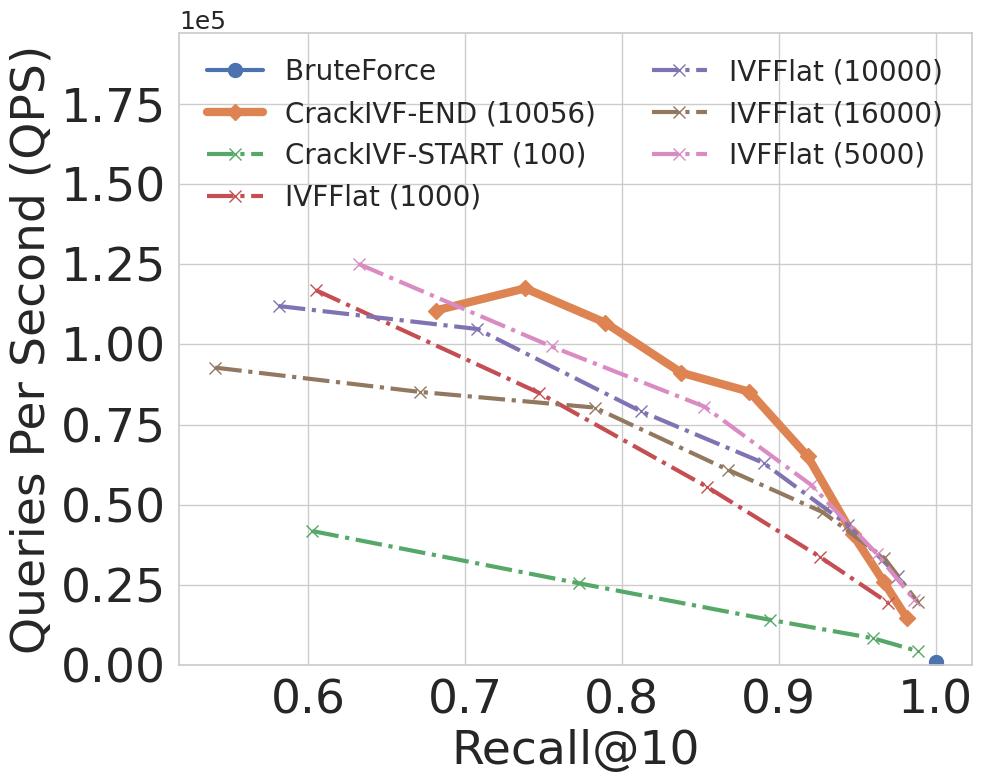 1e5
BruteForce
CrackIVF-END (10056)
CrackIVF-START (100)
IVFFlat (1000)
IVFFlat (10000)
IVFFlat (16000)
IVFFlat (5000)
Queries Per Second (QPS)
1.75
1.50
1.25
1.00
0.75
0.50
0.25
0.00
0.6 0.7 0.8 0.9 1.0
Recall@10